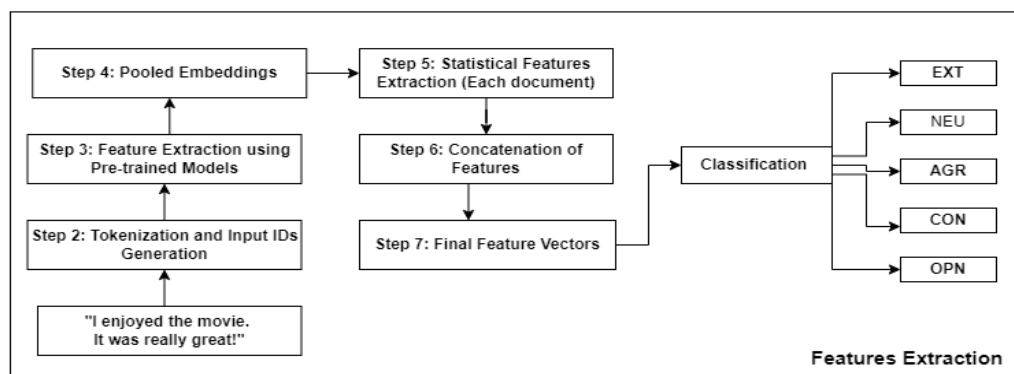 Step 4: Pooled Embeddings
Step 5: Statistical Features
Extraction (Each document)
Step 3: Feature Extraction using
Pre-trained Models
Step 6: Concatenation of
Features
Step 2: Tokenization and Input IDs
Generation
Step 7: Final Feature Vectors
"I enjoyed the movie.
It was really great!"
Classification
EXT
NEU
AGR
CON
OPN
Features Extraction